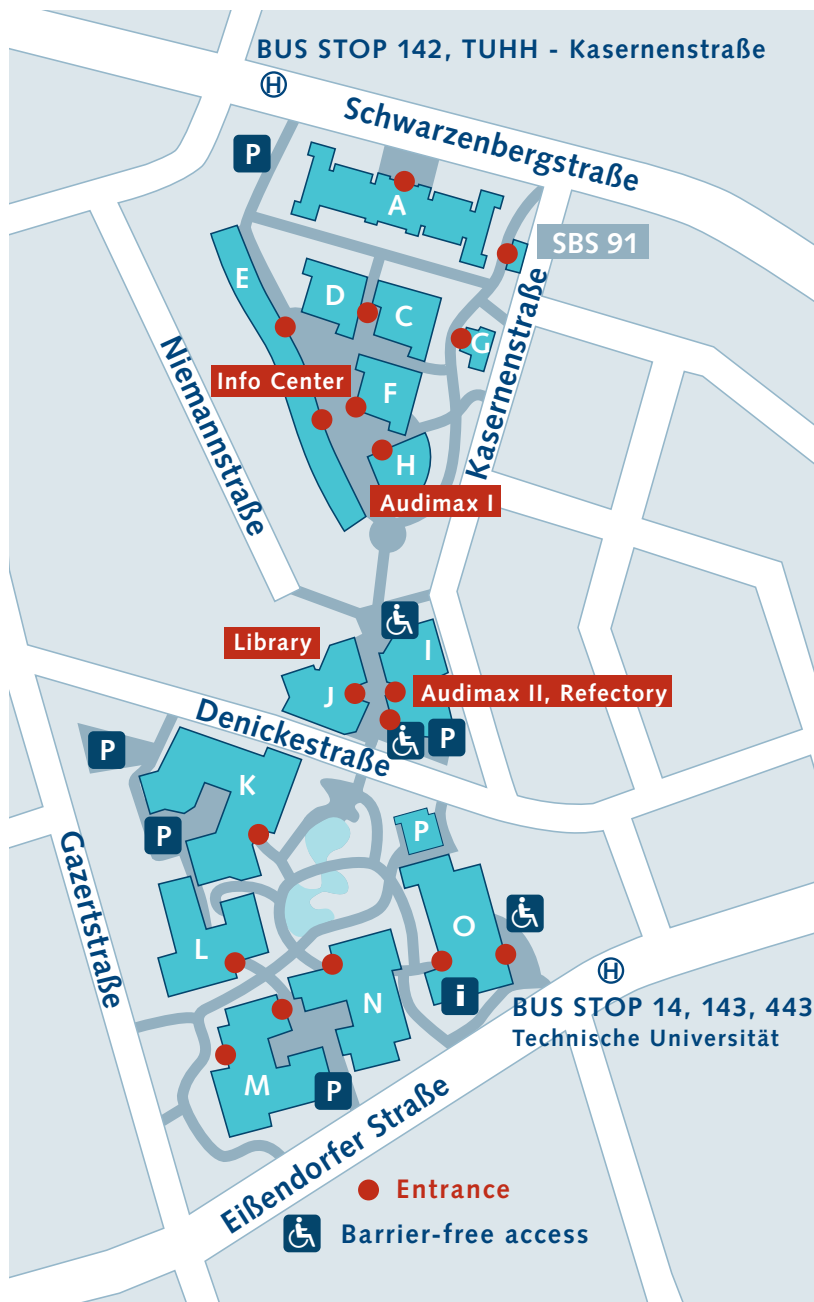 BUS STOP 142, TUHH - Kasernenstraße
H
Schwarzenbergstraße
P
A
SBS 91
E
D
C
G
Niemannstraße
Info Center
F
Kasernenstraße
H
Audimax I
Library
I
J
Audimax II, Refectory
Denickestraße
P
P
K
P
P
Gazertstraße
L
O
H
i
N
BUS STOP 14, 143, 443
Technische Universität
M
P
Eißendorfer Straße
Entrance
Barrier-free access